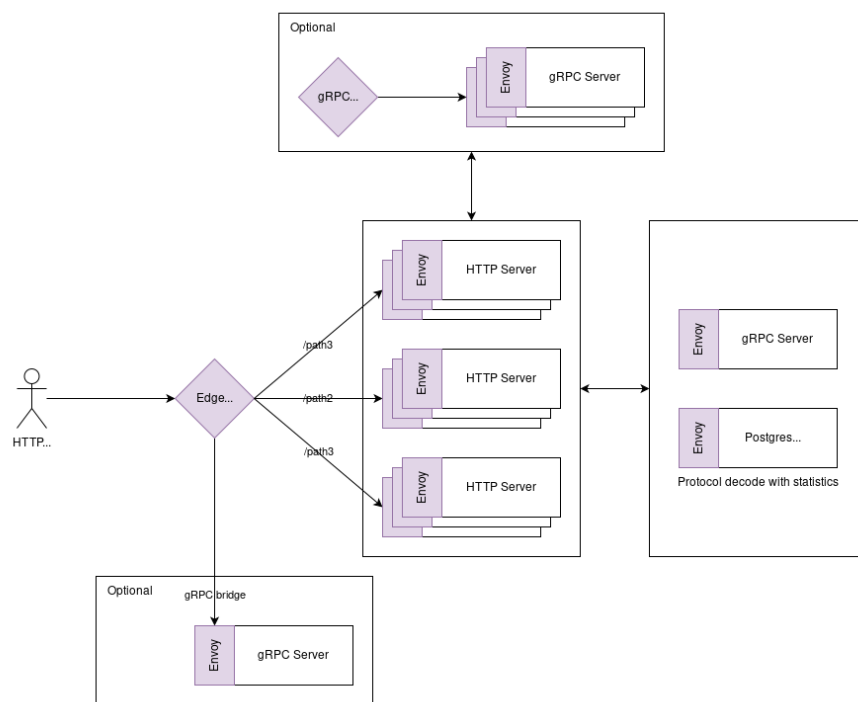 Optional
gRPC...
Envoy
gRPC Server
Envoy
HTTP Server
/path3
Envoy
gRPC Server
HTTP...
Edge...
/path2
Envoy
HTTP Server
Envoy
Postgres...
/path3
Envoy
HTTP Server
Protocol decode with statistics
Optional
gRPC bridge
Envoy
gRPC Server